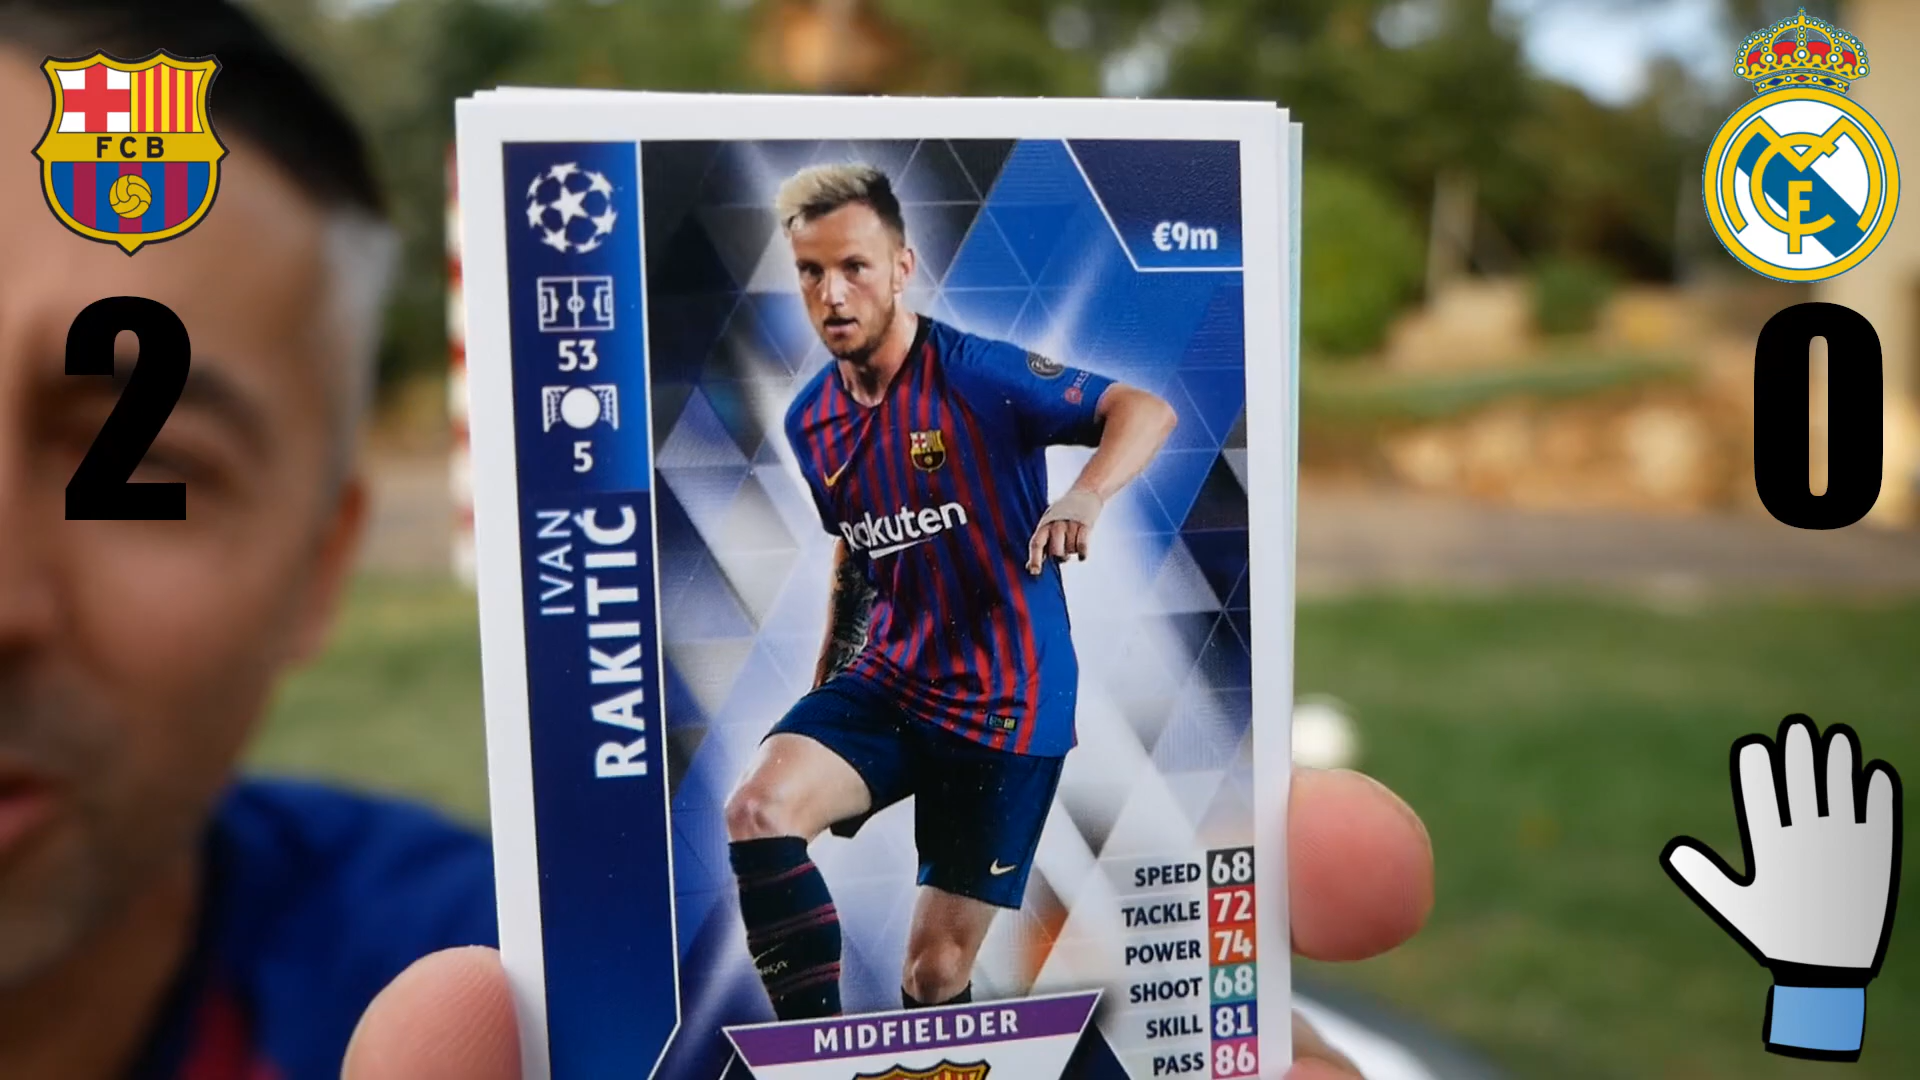 FCB
2
0
€9m
53
5
IVAN
RAKITIĆ
Rakuten
SPEED 68
TACKLE 72
POWER 74
SHOOT 68
SKILL 81
PASS 86
MIDFIELDER